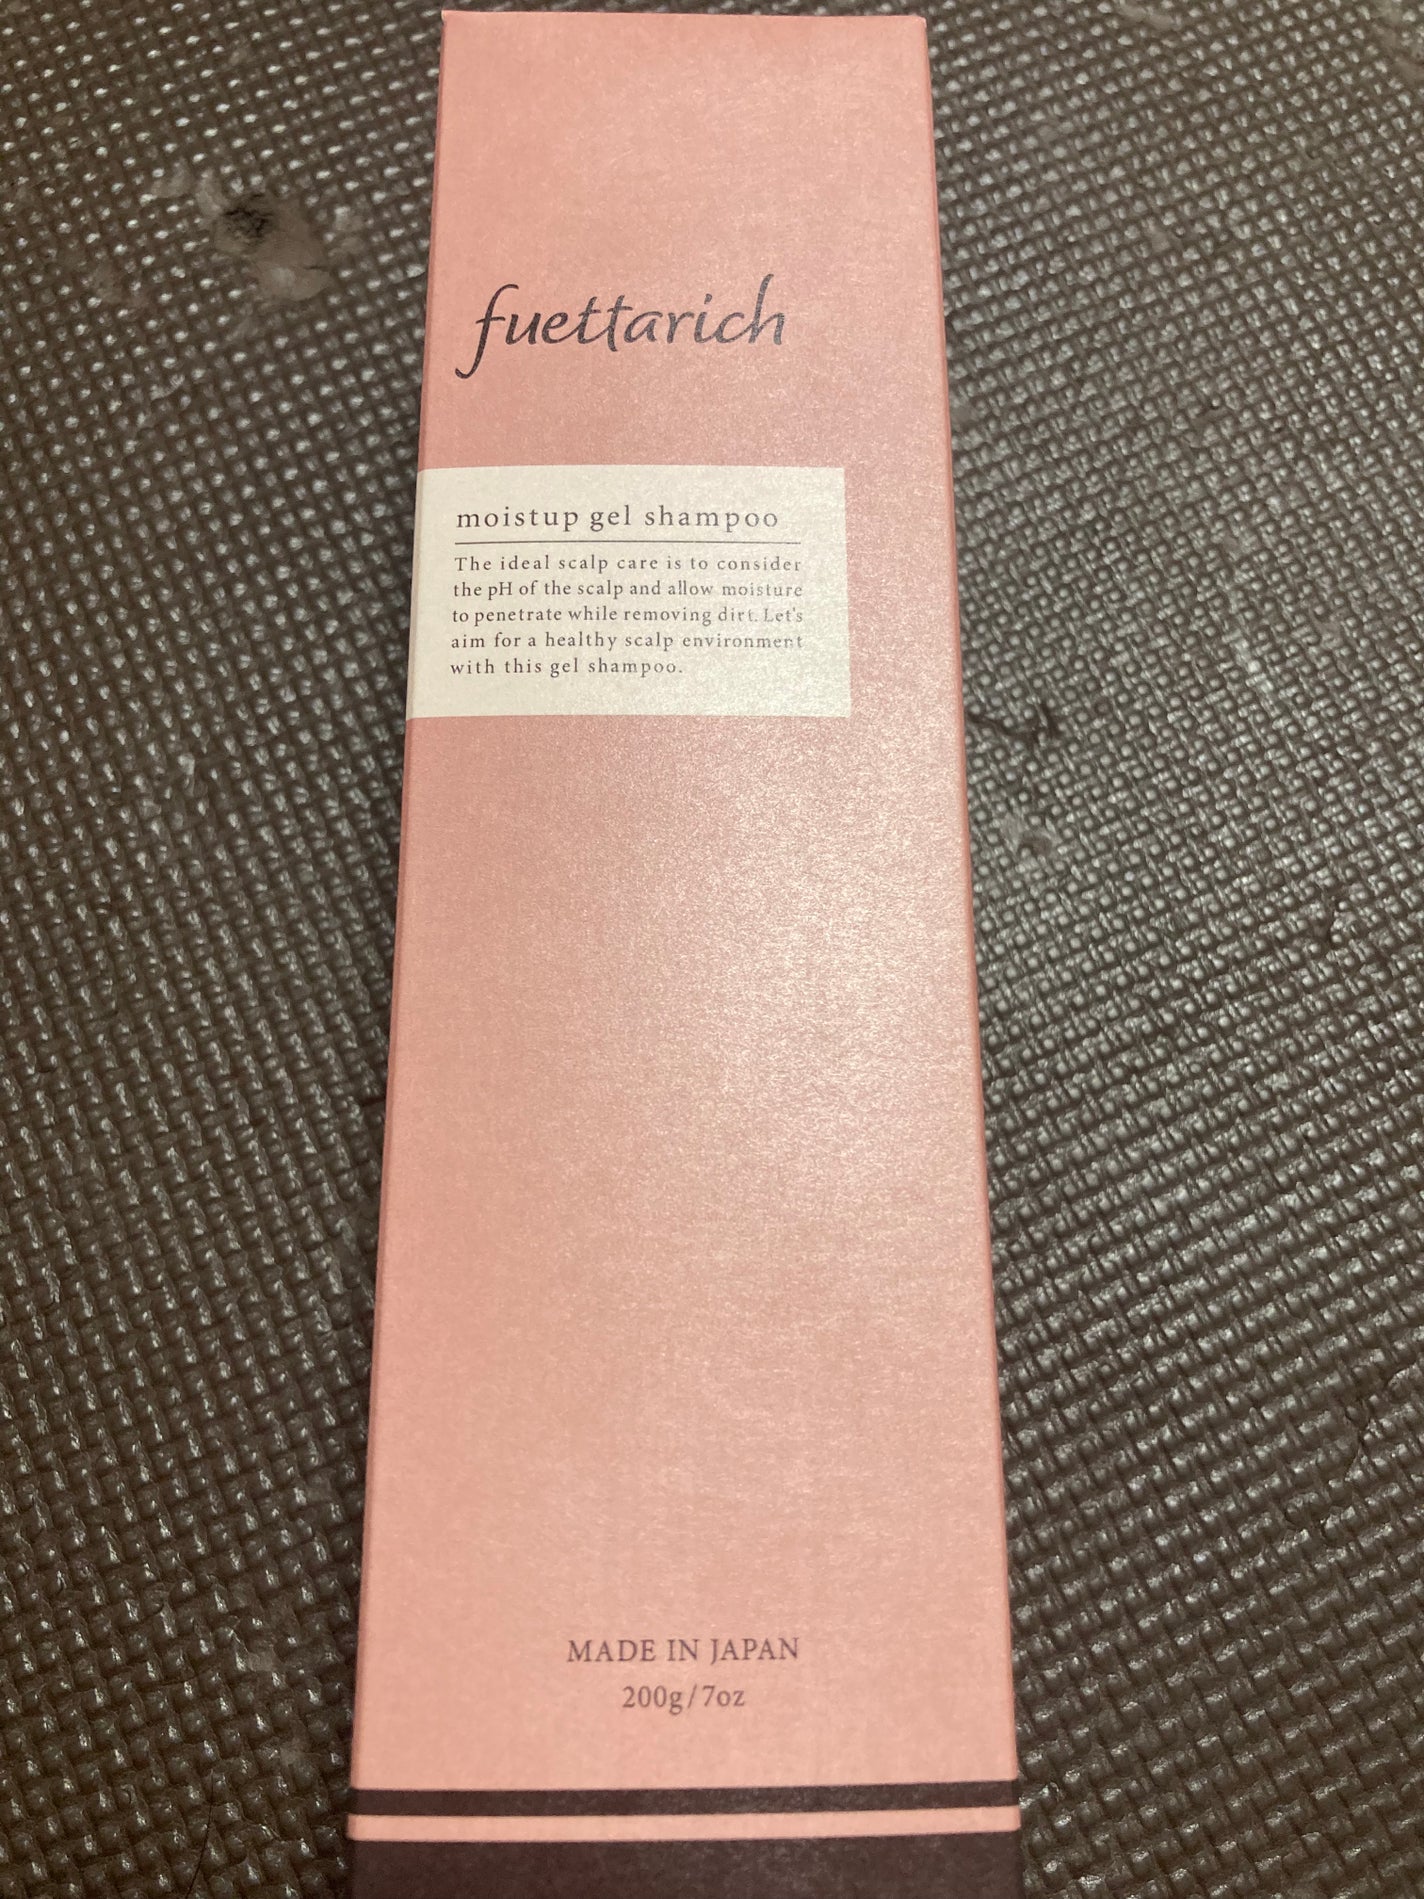 fuettarich
moistup gel shampoo
The ideal scalp care is to consider
the pH of the scalp and allow moisture
to penetrate while removing dirt. Let's
aim for a healthy scalp environment
with this gel shampoo.
MADE IN JAPAN
200g/7oz